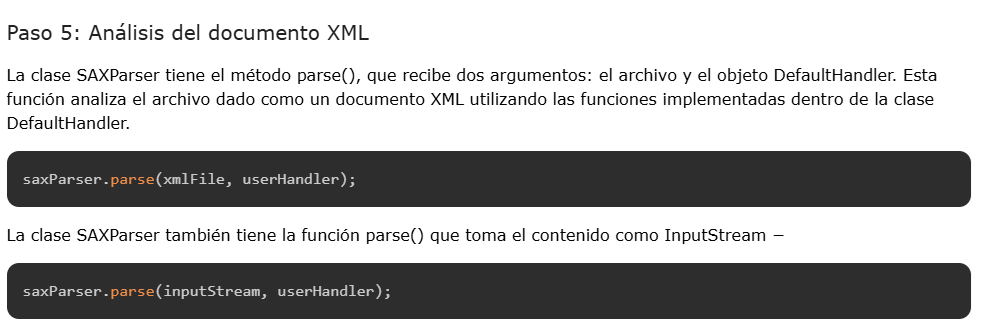 Paso 5: Análisis del documento XML
La clase SAXParser tiene el método parse(), que recibe dos argumentos: el archivo y el objeto DefaultHandler. Esta
función analiza el archivo dado como un documento XML utilizando las funciones implementadas dentro de la clase
DefaultHandler.
saxParser.parse(xmlFile, userHandler);
La clase SAXParser también tiene la función parse() que toma el contenido como InputStream −
saxParser.parse(inputStream, userHandler);